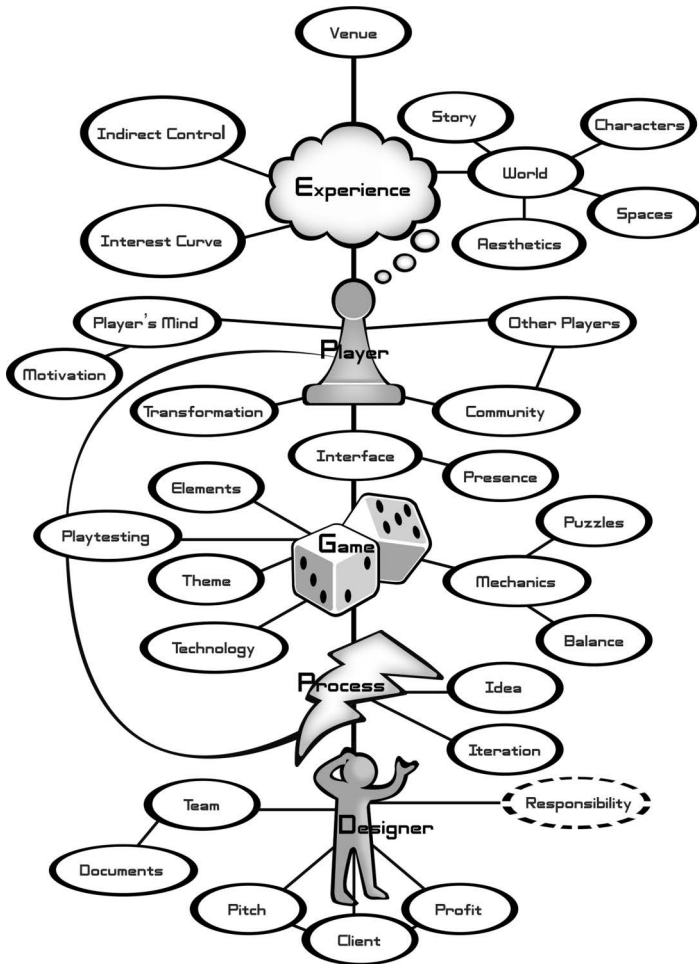 Venue
Story
Characters
Indirect Control
World
Experience
Spaces
Interest Curve
Aesthetics
Player's Mind
Other Players
Player
Motivation
Transformation
Community
Interface
Presence
Elements
Puzzles
Playtesting
Game
Theme
Mechanics
Technology
Balance
Process
Idea
Iteration
Team
Responsibility
Designer
Documents
Pitch
Profit
Client